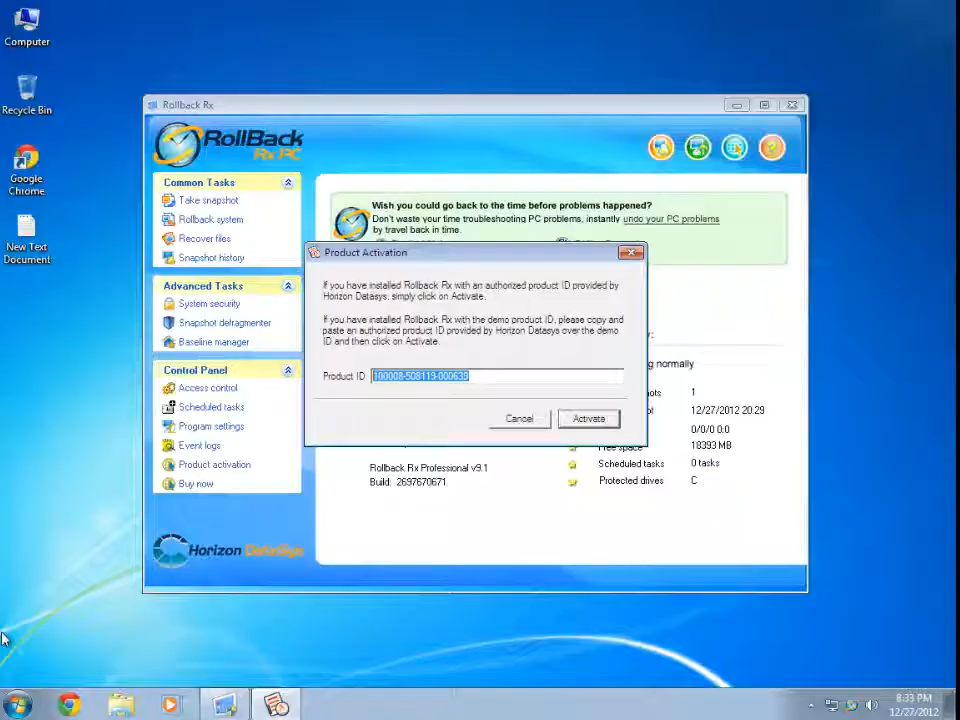 Computer
Recycle Bin
Google
Chrome
New Text
Document
Rollback Rx
RollBack
Rx PC
Common Tasks
Take snapshot
Rollback system
Recover files
Snapshot history
Advanced Tasks
System security
Snapshot defragmenter
Baseline manager
Control Panel
Access control
Scheduled tasks
Program settings
Event logs
Product activation
Buy now
Horizon DataSys
Wish you could go back to the time before problems happened?
Don't waste your time troubleshooting PC problems, instantly undo your PC problems
by travel back in time.
Product Activation
If you have installed Rollback Rx with an authorized product ID provided by
Horizon Datasys, simply click on Activate.
If you have installed Rollback Rx with the demo product ID, please copy and
paste an authorized product ID provided by Horizon Datasys over the demo
ID and then click on Activate.
Product ID 100008-508119-000639
Cancel Activate
normally
1
12/27/2012 20:29
0/0/0 0:0
Free space 18393 MB
Scheduled tasks 0 tasks
Protected drives C
Rollback Rx Professional v9.1
Build: 2697670671
8:33 PM
12/27/2012